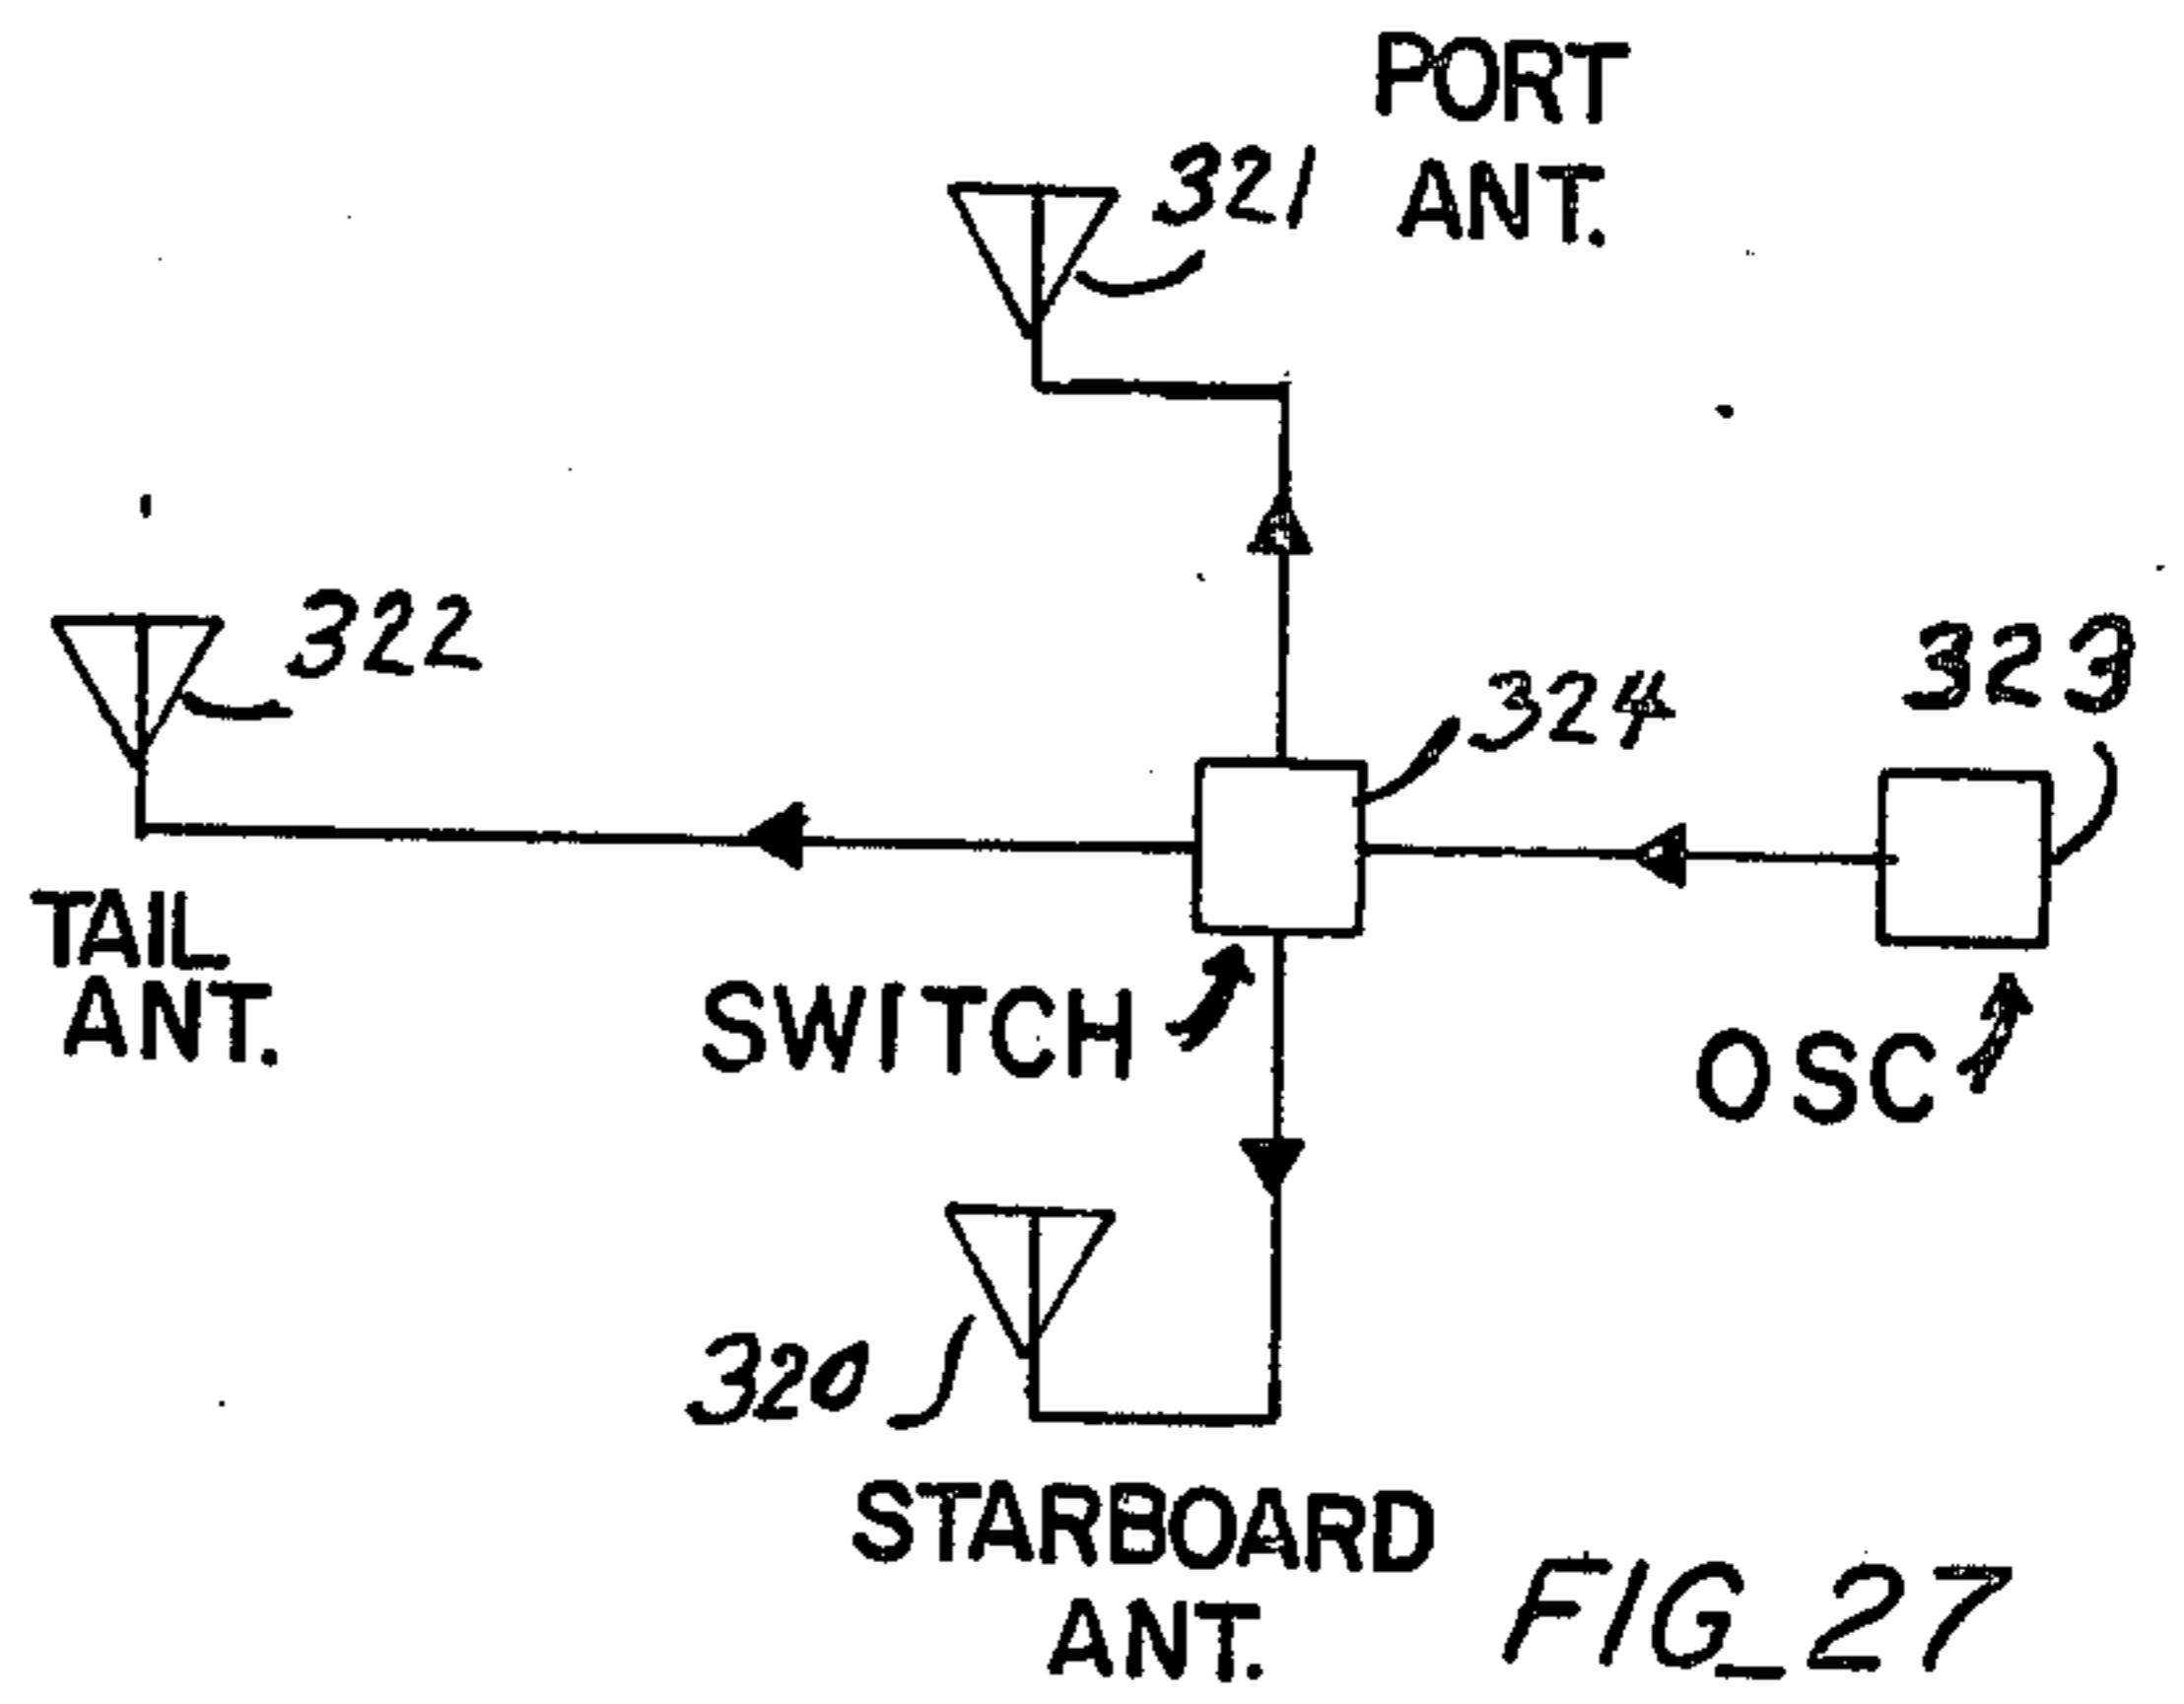 PORT
ANT.
321
322
324
323
TAIL
ANT.
SWITCH
OSC
320
STARBOARD
ANT.
FIG_27